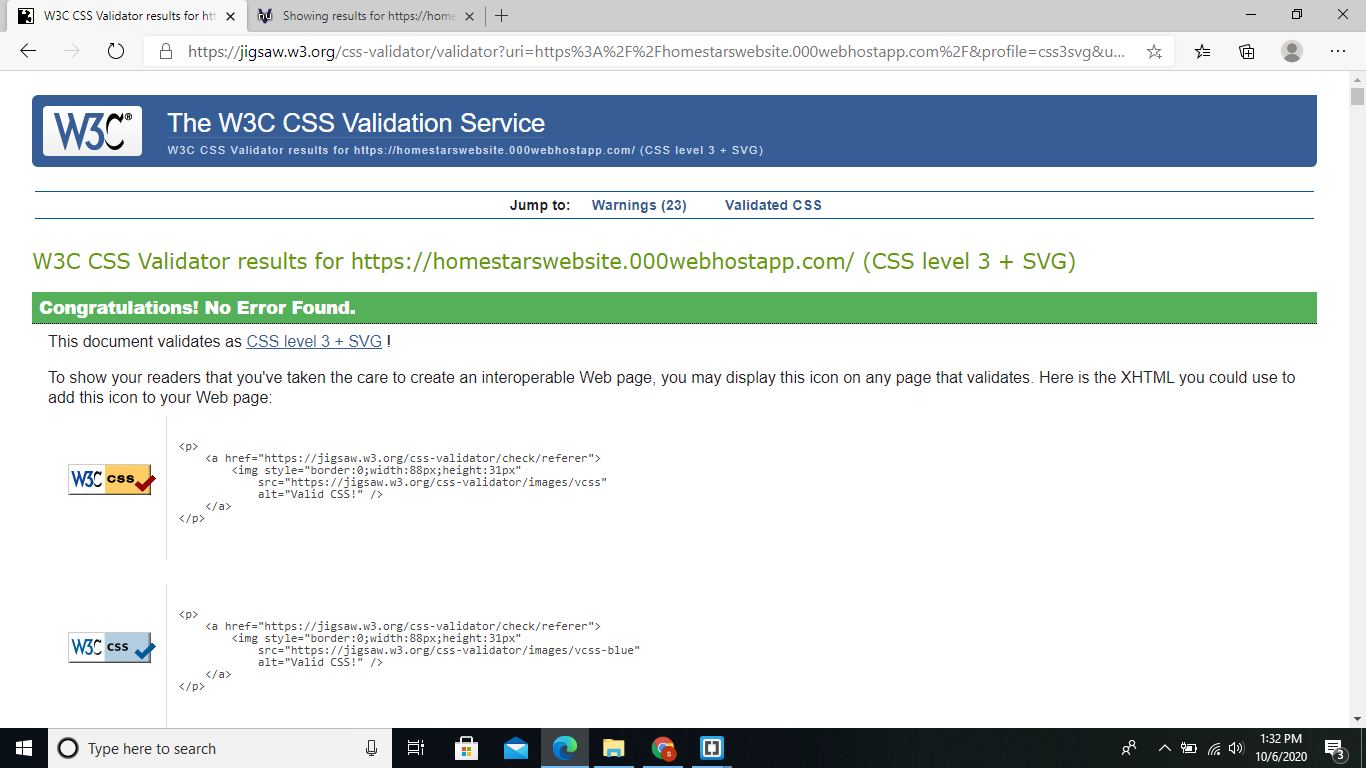 W3C CSS Validator results for htt
Showing results for https://home
https://jigsaw.w3.org/css-validator/validator?uri=https%3A%2F%2Fhomestarswebsite.000webhostapp.com%2F&profile=css3svg&u...
W3C®
The W3C CSS Validation Service
W3C CSS Validator results for https://homestarswebsite.000webhostapp.com/ (CSS level 3 + SVG)
Jump to: Warnings (23) Validated CSS
W3C CSS Validator results for https://homestarswebsite.000webhostapp.com/ (CSS level 3 + SVG)
Congratulations! No Error Found.
This document validates as CSS level 3 + SVG !
To show your readers that you've taken the care to create an interoperable Web page, you may display this icon on any page that validates. Here is the XHTML you could use to
add this icon to your Web page:
W3C CSS
<p>
<a href="https://jigsaw.w3.org/css-validator/check/referer">
<img style="border:0;width:88px;height:31px"
src="https://jigsaw.w3.org/css-validator/images/vcss"
alt="Valid CSS!" />
</a>
</p>
W3C CSS
<p>
<a href="https://jigsaw.w3.org/css-validator/check/referer">
<img style="border:0;width:88px;height:31px"
src="https://jigsaw.w3.org/css-validator/images/vcss-blue"
alt="Valid CSS!" />
</a>
</p>
Type here to search
1:32 PM
10/6/2020
3